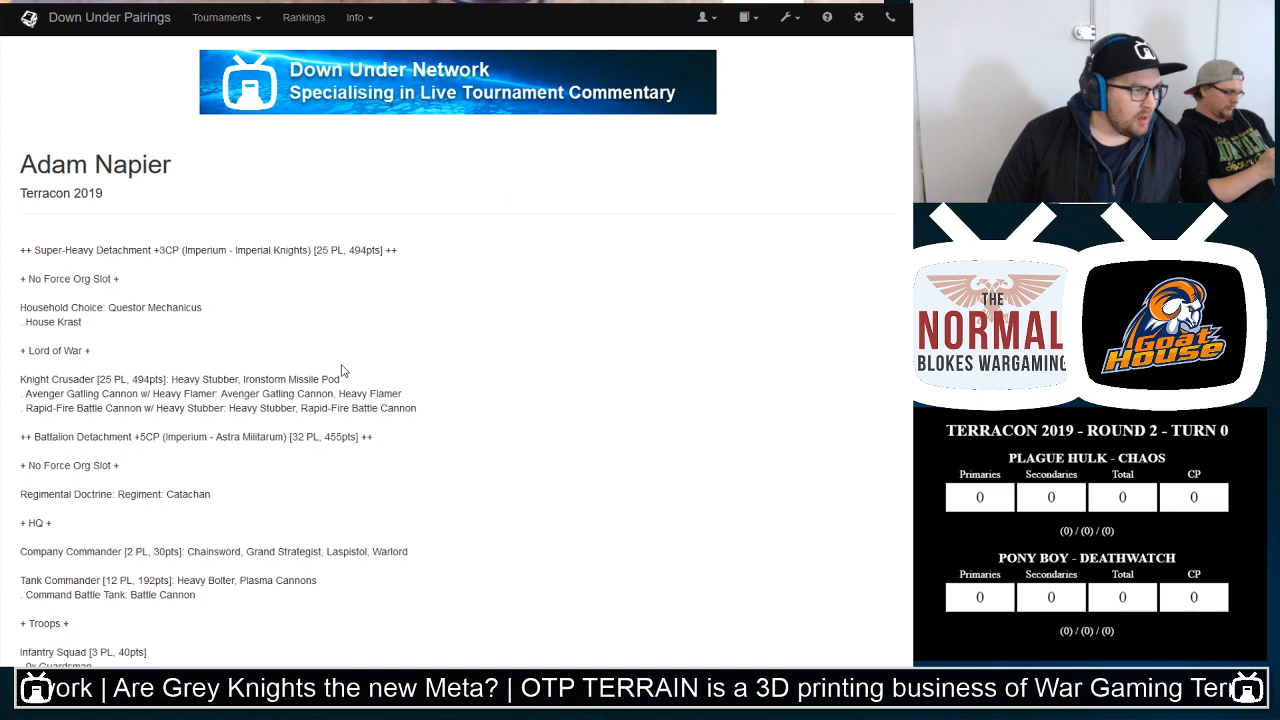 Down Under Pairings Tournaments Rankings Info
Down Under Network
Specialising in Live Tournament Commentary
Adam Napier
Terracon 2019
++ Super-Heavy Detachment +3CP (Imperium - Imperial Knights) [25 PL, 494pts] ++
+ No Force Org Slot +
Household Choice: Questor Mechanicus
. House Krast
+ Lord of War +
Knight Crusader [25 PL, 494pts]: Heavy Stubber, Ironstorm Missile Pod
. Avenger Gatling Cannon w/ Heavy Flamer: Avenger Gatling Cannon, Heavy Flamer
. Rapid-Fire Battle Cannon w/ Heavy Stubber: Heavy Stubber, Rapid-Fire Battle Cannon
++ Battalion Detachment +5CP (Imperium - Astra Militarum) [32 PL, 455pts] ++
+ No Force Org Slot +
Regimental Doctrine: Regiment: Catachan
+ HQ +
Company Commander [2 PL, 30pts]: Chainsword, Grand Strategist, Laspistol, Warlord
Tank Commander [12 PL, 192pts]: Heavy Bolter, Plasma Cannons
. Command Battle Tank: Battle Cannon
+ Troops +
Infantry Squad [3 PL, 40pts]
THE
NORMAL
BLOKES WARGAMING
Goat
House
TERRACON 2019 - ROUND 2 - TURN 0
PLAGUE HULK - CHAOS
Primaries Secondaries Total CP
0 0 0 0
(0) / (0) / (0)
PONY BOY - DEATHWATCH
Primaries Secondaries Total CP
0 0 0 0
(0) / (0) / (0)
work | Are Grey Knights the new Meta? | OTP TERRAIN is a 3D printing business of War Gaming Terr